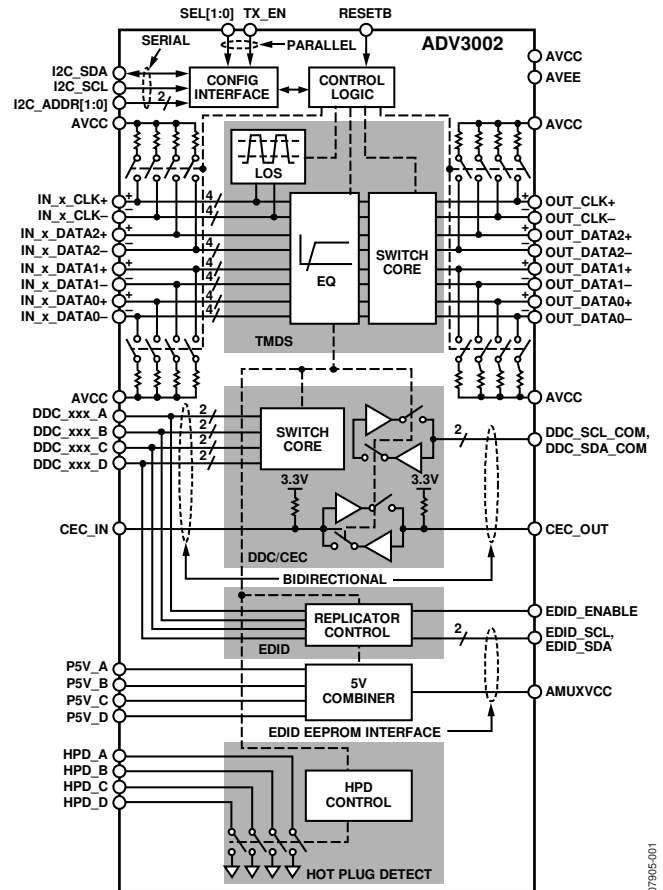 SEL[1:0] TX_EN RESETB
SERIAL
PARALLEL
ADV3002
I2C_SDA
I2C_SCL
I2C_ADDR[1:0]
2
CONFIG
INTERFACE
CONTROL
LOGIC
AVCC
AVEE
AVCC
AVCC
LOS
IN_x_CLK+
+
4
IN_x_CLK–
–
IN_x_DATA2+
+
4
IN_x_DATA2–
–
IN_x_DATA1+
+
4
IN_x_DATA1–
–
IN_x_DATA0+
+
4
IN_x_DATA0–
–
4
4
4
4
EQ
SWITCH
CORE
TMDS
+
OUT_CLK+
–
OUT_CLK–
+
OUT_DATA2+
–
OUT_DATA2–
+
OUT_DATA1+
–
OUT_DATA1–
+
OUT_DATA0+
–
OUT_DATA0–
AVCC
AVCC
DDC_xxx_A
2
DDC_xxx_B
2
DDC_xxx_C
2
DDC_xxx_D
2
SWITCH
CORE
2
DDC_SCL_COM,
DDC_SDA_COM
3.3V
3.3V
CEC_IN
CEC_OUT
DDC/CEC
BIDIRECTIONAL
REPLICATOR
CONTROL
EDID
EDID_ENABLE
2
EDID_SCL,
EDID_SDA
P5V_A
P5V_B
P5V_C
P5V_D
5V
COMBINER
AMUXVCC
EDID EEPROM INTERFACE
HPD_A
HPD_B
HPD_C
HPD_D
HPD
CONTROL
HOT PLUG DETECT
07905-001